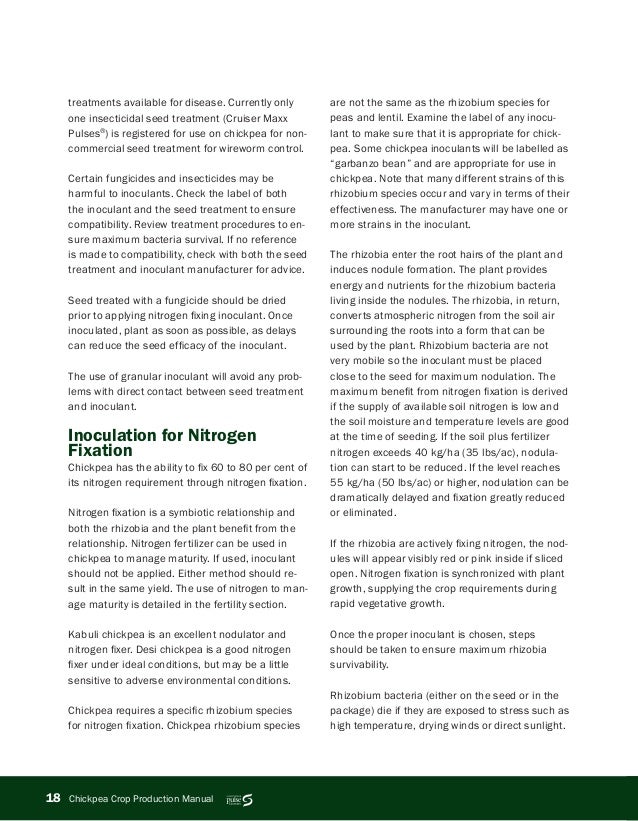 treatments available for disease. Currently only
one insecticidal seed treatment (Cruiser Maxx
Pulses®) is registered for use on chickpea for non-
commercial seed treatment for wireworm control.
Certain fungicides and insecticides may be
harmful to inoculants. Check the label of both
the inoculant and the seed treatment to ensure
compatibility. Review treatment procedures to en-
sure maximum bacteria survival. If no reference
is made to compatibility, check with both the seed
treatment and inoculant manufacturer for advice.
Seed treated with a fungicide should be dried
prior to applying nitrogen fixing inoculant. Once
inoculated, plant as soon as possible, as delays
can reduce the seed efficacy of the inoculant.
The use of granular inoculant will avoid any prob-
lems with direct contact between seed treatment
and inoculant.
Inoculation for Nitrogen
Fixation
Chickpea has the ability to fix 60 to 80 per cent of
its nitrogen requirement through nitrogen fixation.
Nitrogen fixation is a symbiotic relationship and
both the rhizobia and the plant benefit from the
relationship. Nitrogen fertilizer can be used in
chickpea to manage maturity. If used, inoculant
should not be applied. Either method should re-
sult in the same yield. The use of nitrogen to man-
age maturity is detailed in the fertility section.
Kabuli chickpea is an excellent nodulator and
nitrogen fixer. Desi chickpea is a good nitrogen
fixer under ideal conditions, but may be a little
sensitive to adverse environmental conditions.
Chickpea requires a specific rhizobium species
for nitrogen fixation. Chickpea rhizobium species
are not the same as the rhizobium species for
peas and lentil. Examine the label of any inocu-
lant to make sure that it is appropriate for chick-
pea. Some chickpea inoculants will be labelled as
“garbanzo bean” and are appropriate for use in
chickpea. Note that many different strains of this
rhizobium species occur and vary in terms of their
effectiveness. The manufacturer may have one or
more strains in the inoculant.
The rhizobia enter the root hairs of the plant and
induces nodule formation. The plant provides
energy and nutrients for the rhizobium bacteria
living inside the nodules. The rhizobia, in return,
converts atmospheric nitrogen from the soil air
surrounding the roots into a form that can be
used by the plant. Rhizobium bacteria are not
very mobile so the inoculant must be placed
close to the seed for maximum nodulation. The
maximum benefit from nitrogen fixation is derived
if the supply of available soil nitrogen is low and
the soil moisture and temperature levels are good
at the time of seeding. If the soil plus fertilizer
nitrogen exceeds 40 kg/ha (35 lbs/ac), nodula-
tion can start to be reduced. If the level reaches
55 kg/ha (50 lbs/ac) or higher, nodulation can be
dramatically delayed and fixation greatly reduced
or eliminated.
If the rhizobia are actively fixing nitrogen, the nod-
ules will appear visibly red or pink inside if sliced
open. Nitrogen fixation is synchronized with plant
growth, supplying the crop requirements during
rapid vegetative growth.
Once the proper inoculant is chosen, steps
should be taken to ensure maximum rhizobia
survivability.
Rhizobium bacteria (either on the seed or in the
package) die if they are exposed to stress such as
high temperature, drying winds or direct sunlight.
18 Chickpea Crop Production Manual
pulse